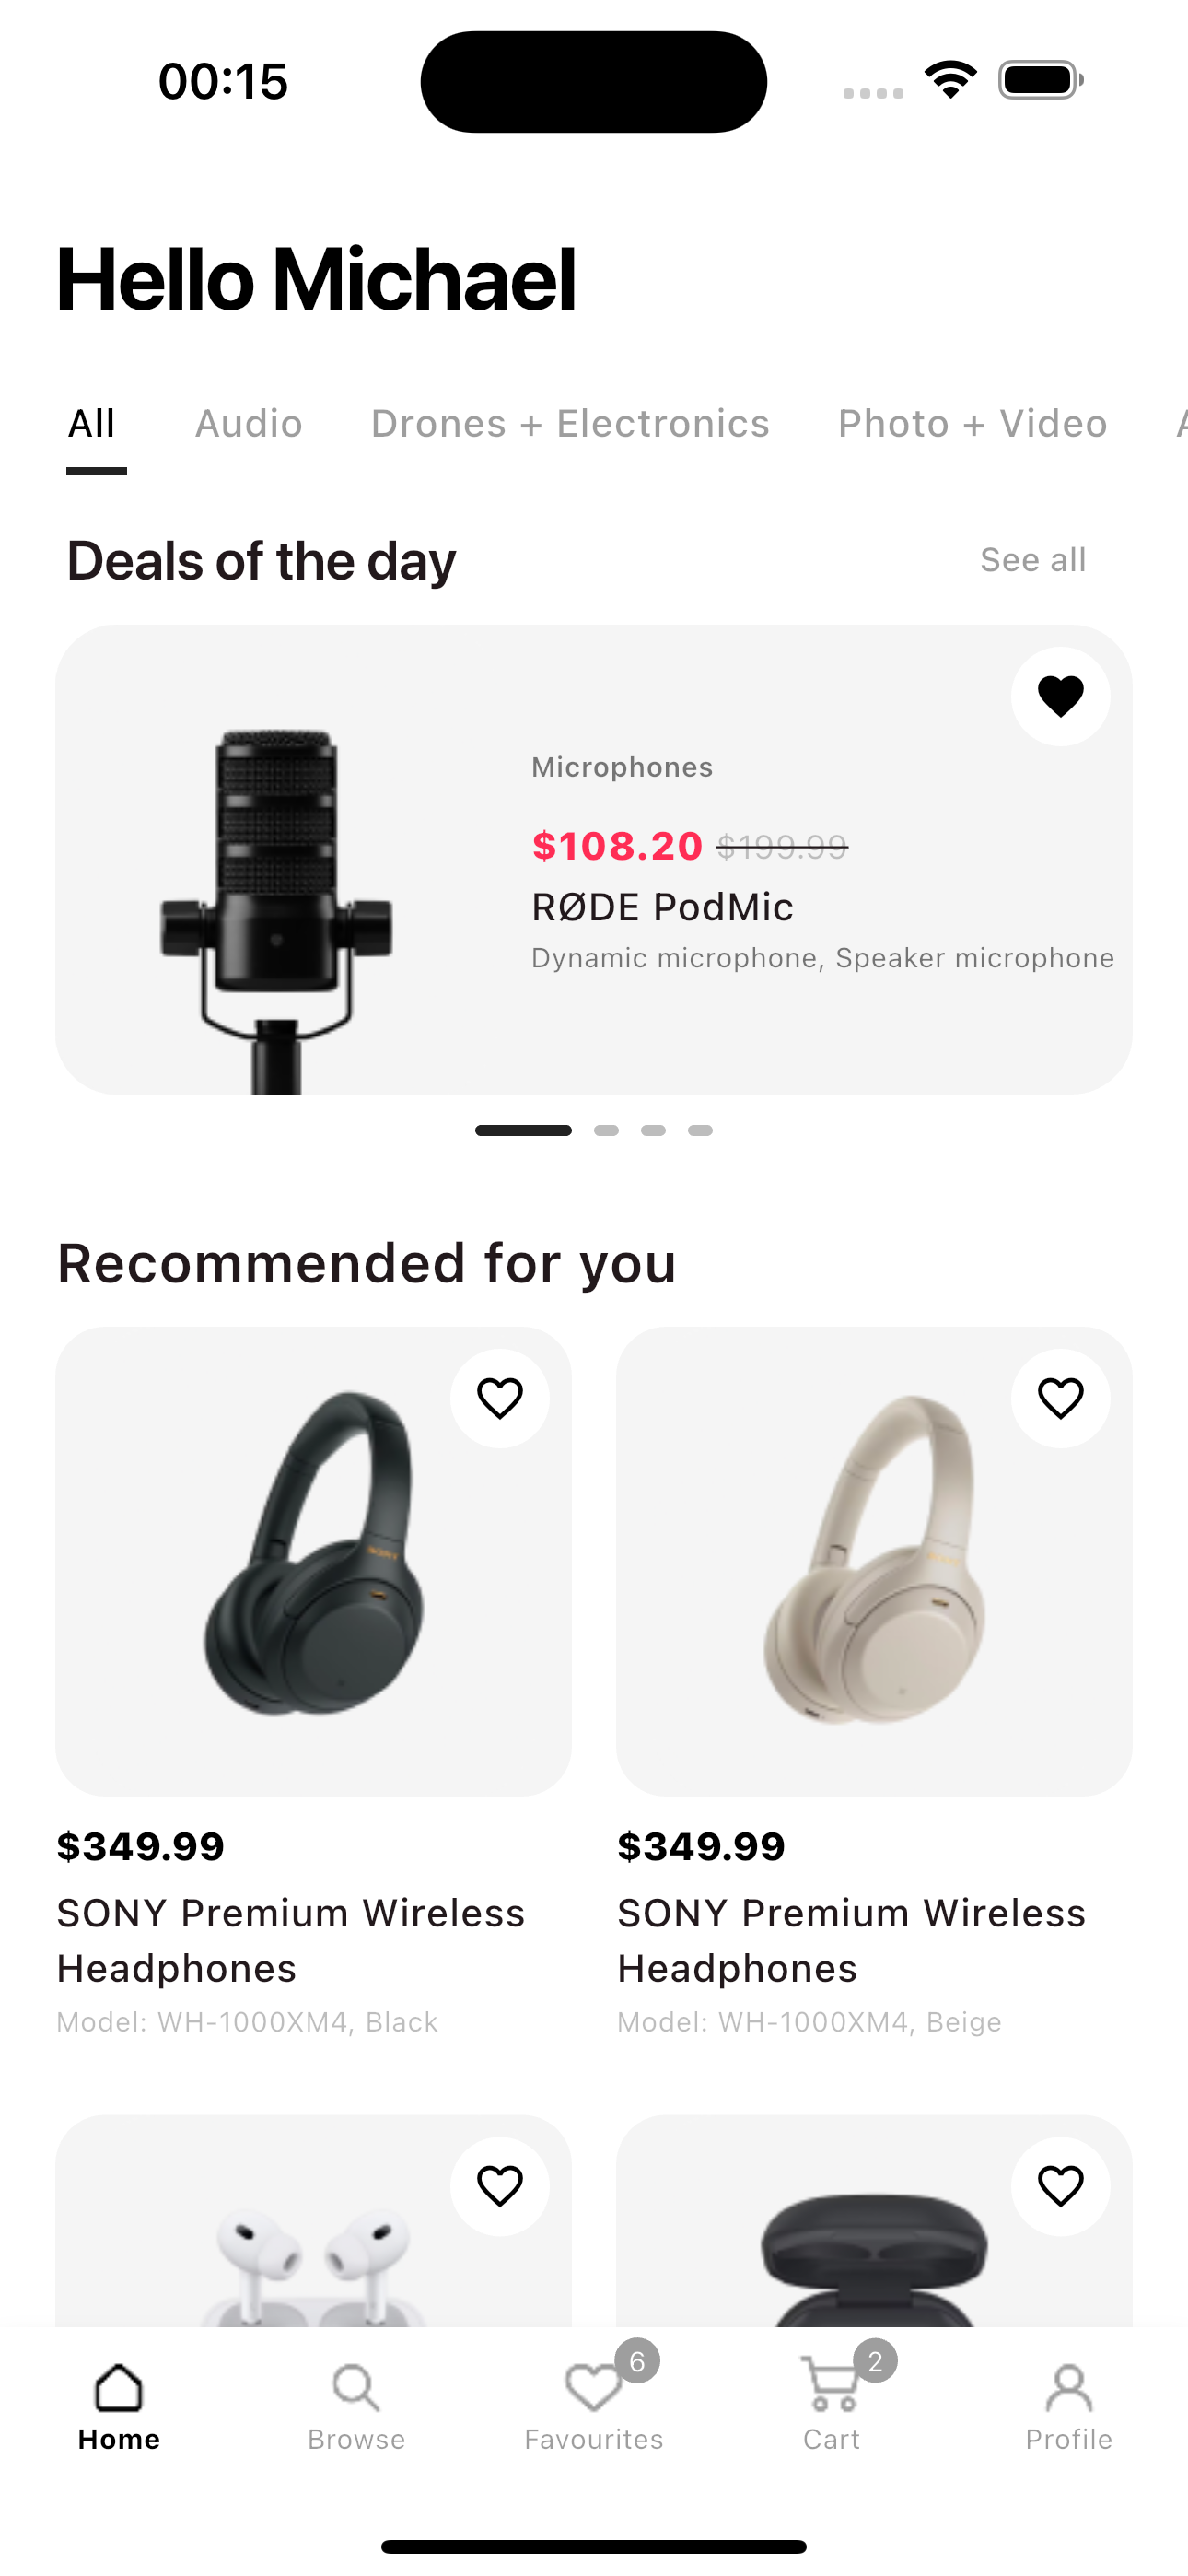 00:15
Hello Michael
All Audio Drones + Electronics Photo + Video
Deals of the day See all
Microphones
$108.20 $199.99
RØDE PodMic
Dynamic microphone, Speaker microphone
Recommended for you
SONY
SONY
$349.99 $349.99
SONY Premium Wireless
Headphones
SONY Premium Wireless
Headphones
Model: WH-1000XM4, Black
Model: WH-1000XM4, Beige
6 2
Home Browse Favourites Cart Profile